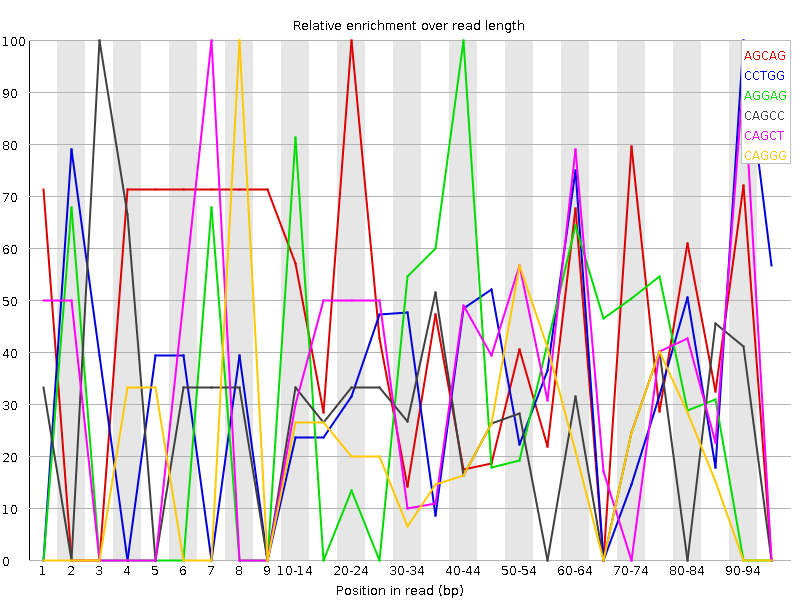 Relative enrichment over read length
100
90
80
70
60
50
40
30
20
10
0
AGCAG
CCTGG
AGGAG
CAGCC
CAGCT
CAGGG
1 2 3 4 5 6 7 8 9 10-14 20-24 30-34 40-44 50-54 60-64 70-74 80-84 90-94
Position in read (bp)